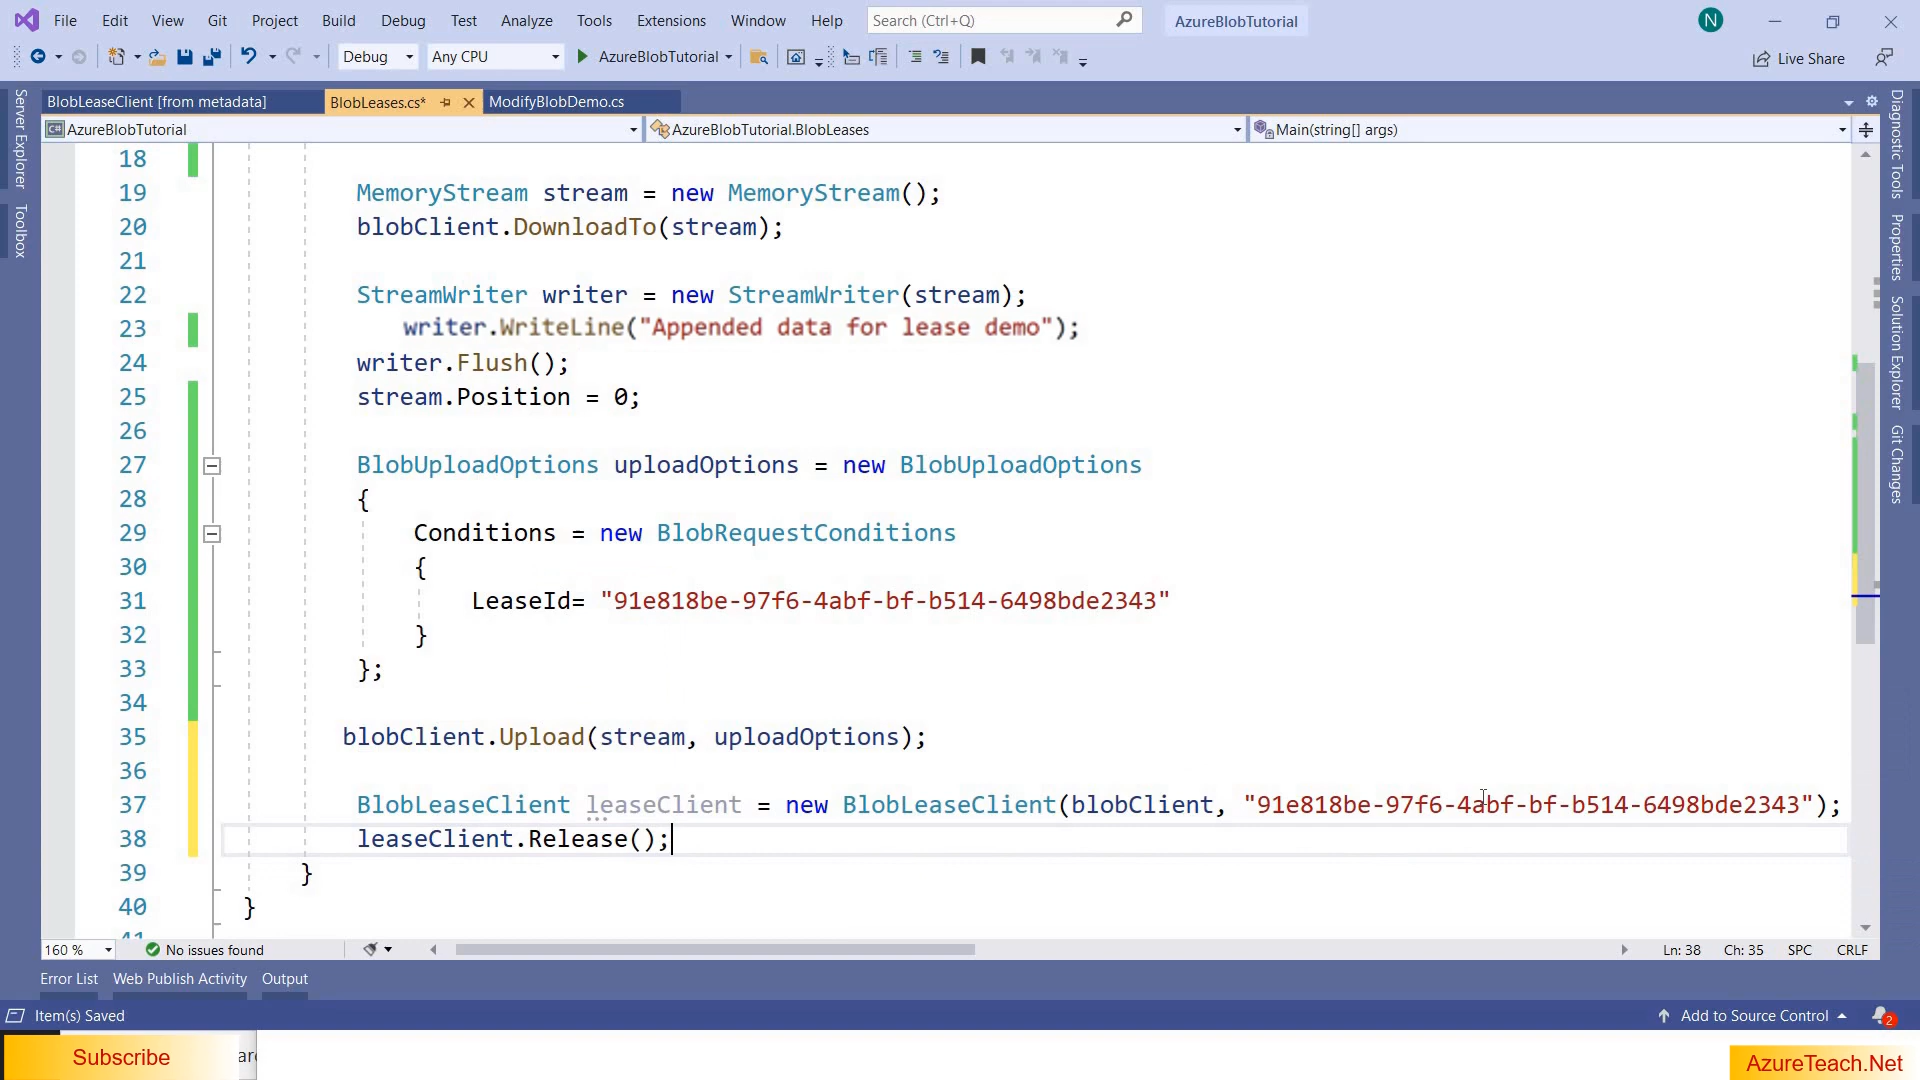 File Edit View Git Project Build Debug Test Analyze Tools Extensions Window Help Search (Ctrl+Q) AzureBlobTutorial N
Debug Any CPU AzureBlobTutorial Live Share
BlobLeaseClient [from metadata] BlobLeases.cs* ModifyBlobDemo.cs
C# AzureBlobTutorial AzureBlobTutorial.BlobLeases Main(string[] args)
Server Explorer
Toolbox
Diagnostic Tools
Properties
Solution Explorer
Git Changes
18
19 MemoryStream stream = new MemoryStream();
20 blobClient.DownloadTo(stream);
21
22 StreamWriter writer = new StreamWriter(stream);
23 writer.WriteLine("Appended data for lease demo");
24 writer.Flush();
25 stream.Position = 0;
26
27 BlobUploadOptions uploadOptions = new BlobUploadOptions
28 {
29 Conditions = new BlobRequestConditions
30 {
31 LeaseId= "91e818be-97f6-4abf-bf-b514-6498bde2343"
32 }
33 };
34
35 blobClient.Upload(stream, uploadOptions);
36
37 BlobLeaseClient leaseClient = new BlobLeaseClient(blobClient, "91e818be-97f6-4abf-bf-b514-6498bde2343");
38 leaseClient.Release();
39 }
40 }
41
160 % No issues found Ln: 38 Ch: 35 SPC CRLF
Error List Web Publish Activity Output
Item(s) Saved Add to Source Control 2
Subscribe
AzureTeach.Net